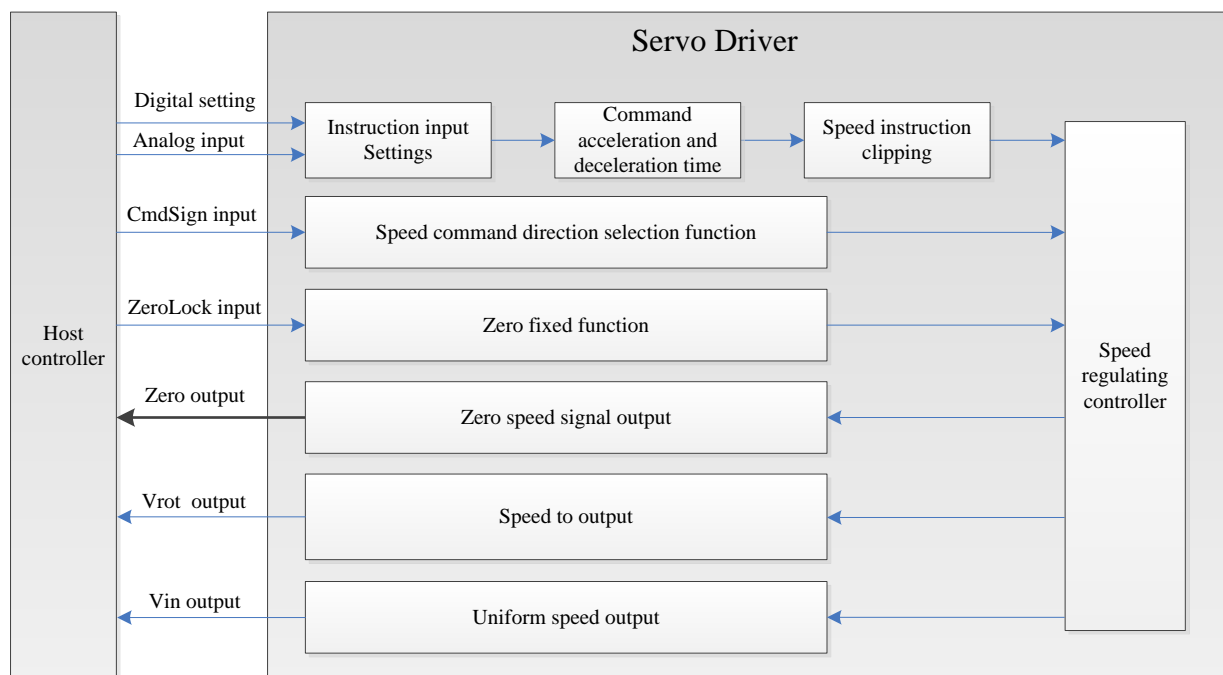 Servo Driver
Digital setting
Analog input
Instruction input
Settings
Command
acceleration and
deceleration time
Speed instruction
clipping
CmdSign input
Speed command direction selection function
ZeroLock input
Zero fixed function
Host
controller
Speed
regulating
controller
Zero output
Zero speed signal output
Vrot output
Speed to output
Vin output
Uniform speed output